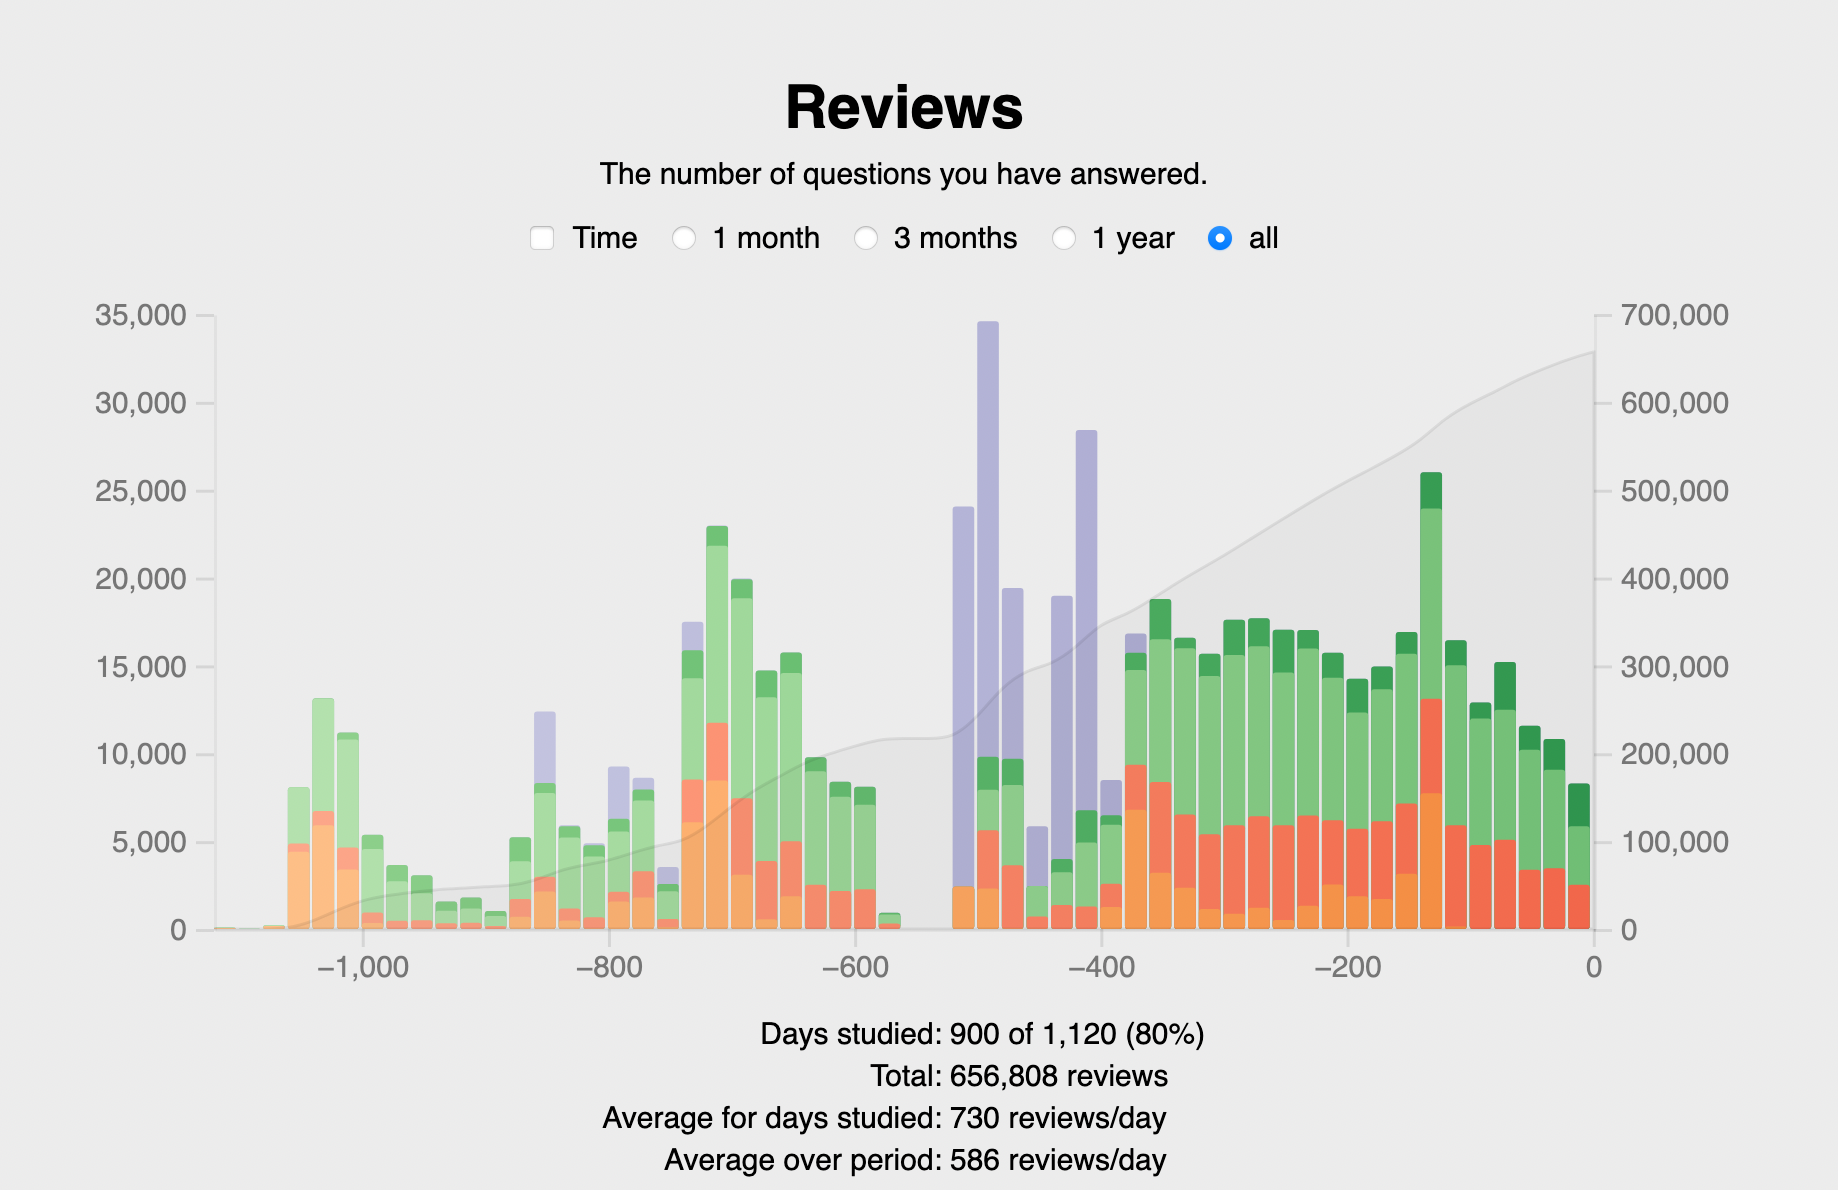 Reviews
The number of questions you have answered.
Time 1 month 3 months 1 year all
35,000 700,000
30,000 600,000
25,000 500,000
20,000 400,000
15,000 300,000
10,000 200,000
5,000 100,000
0 0
−1,000 −800 −600 −400 −200 0
Days studied: 900 of 1,120 (80%)
Total: 656,808 reviews
Average for days studied: 730 reviews/day
Average over period: 586 reviews/day